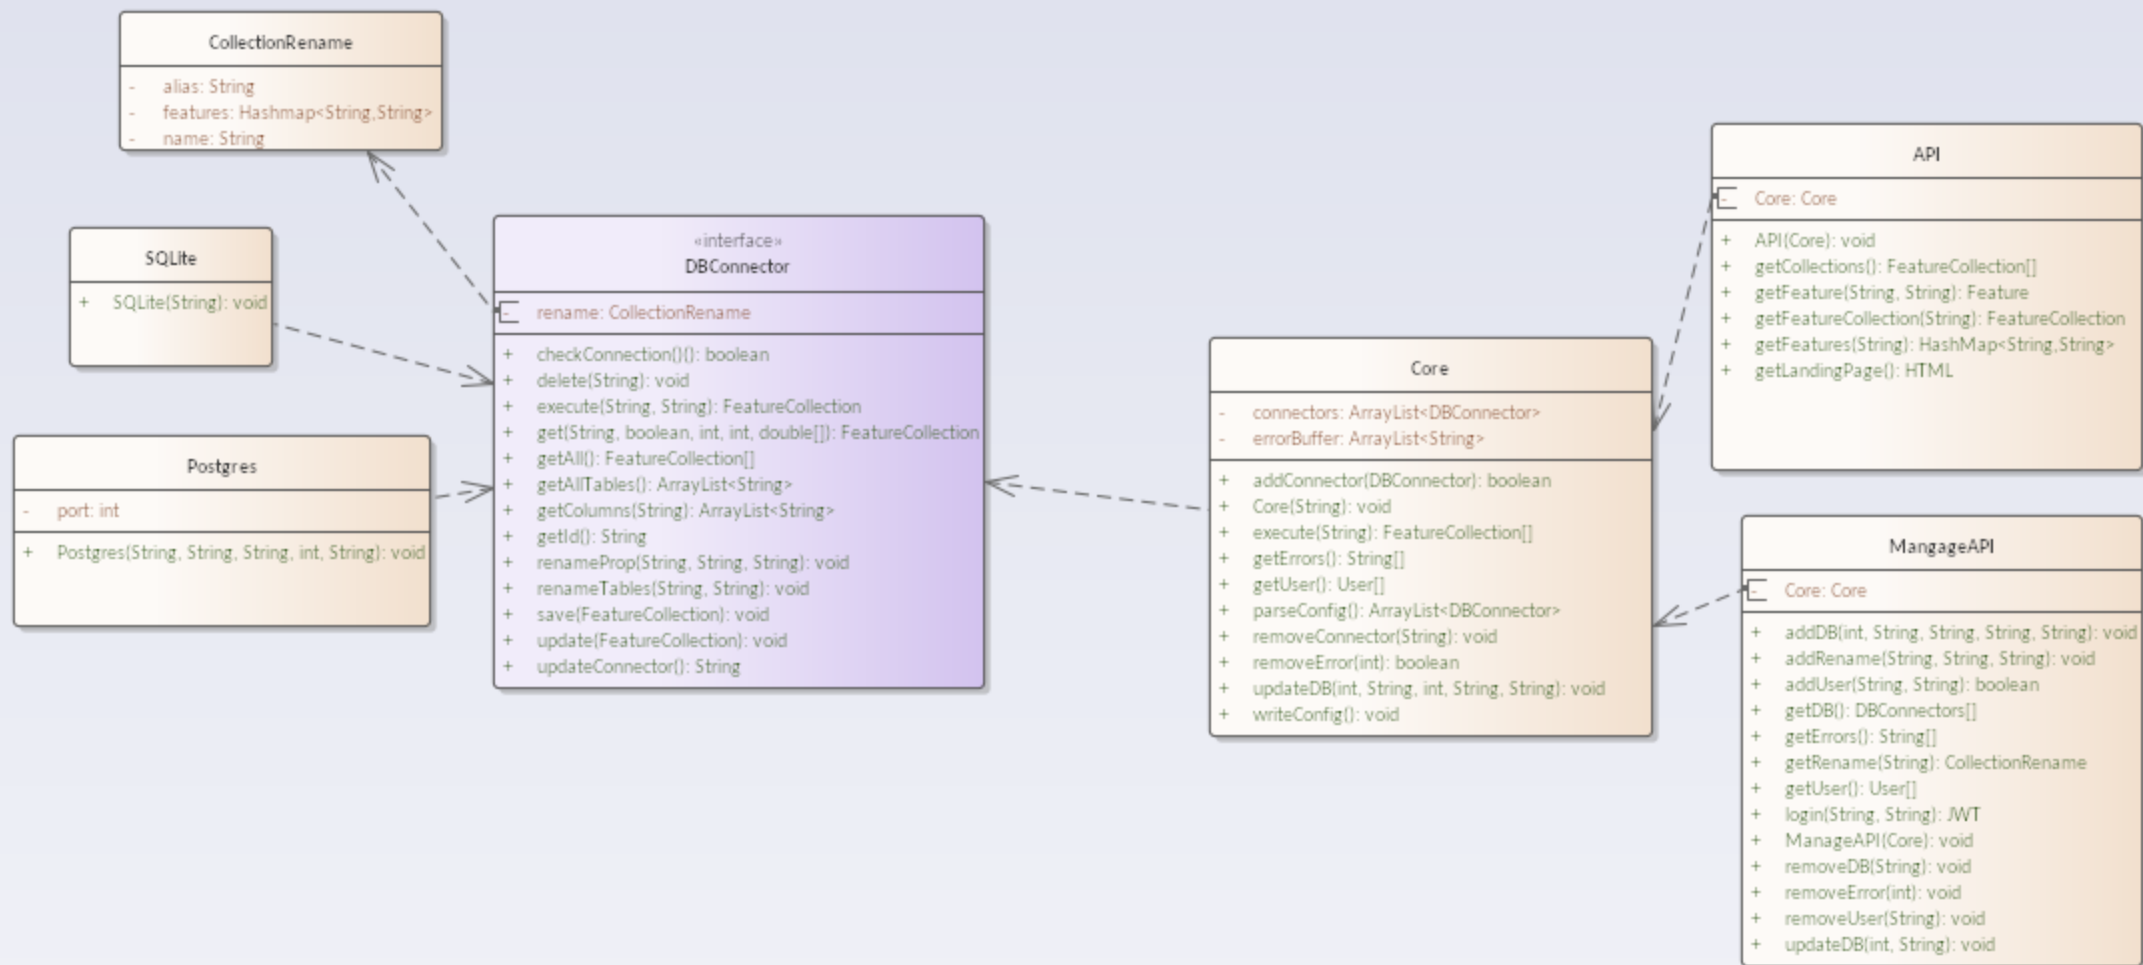 CollectionRename
- alias: String
- features: Hashmap<String,String>
- name: String
SQLite
+ SQLite(String): void
Postgres
- port: int
+ Postgres(String, String, String, int, String): void
«interface»
DBConnector
- rename: CollectionRename
+ checkConnection()(): boolean
+ delete(String): void
+ execute(String, String): FeatureCollection
+ get(String, boolean, int, int, double[]): FeatureCollection
+ getAll(): FeatureCollection[]
+ getAllTables(): ArrayList<String>
+ getColumns(String): ArrayList<String>
+ getId(): String
+ renameProp(String, String, String): void
+ renameTables(String, String): void
+ save(FeatureCollection): void
+ update(FeatureCollection): void
+ updateConnector(): String
Core
- connectors: ArrayList<DBConnector>
- errorBuffer: ArrayList<String>
+ addConnector(DBConnector): boolean
+ Core(String): void
+ execute(String): FeatureCollection[]
+ getErrors(): String[]
+ getUser(): User[]
+ parseConfig(): ArrayList<DBConnector>
+ removeConnector(String): void
+ removeError(int): boolean
+ updateDB(int, String, int, String, String): void
+ writeConfig(): void
API
- Core: Core
+ API(Core): void
+ getCollections(): FeatureCollection[]
+ getFeature(String, String): Feature
+ getFeatureCollection(String): FeatureCollection
+ getFeatures(String): HashMap<String,String>
+ getLandingPage(): HTML
MangageAPI
- Core: Core
+ addDB(int, String, String, String, String): void
+ addRename(String, String, String): void
+ addUser(String, String): boolean
+ getDB(): DBConnectors[]
+ getErrors(): String[]
+ getRename(String): CollectionRename
+ getUser(): User[]
+ login(String, String): JWT
+ ManageAPI(Core): void
+ removeDB(String): void
+ removeError(int): void
+ removeUser(String): void
+ updateDB(int, String): void